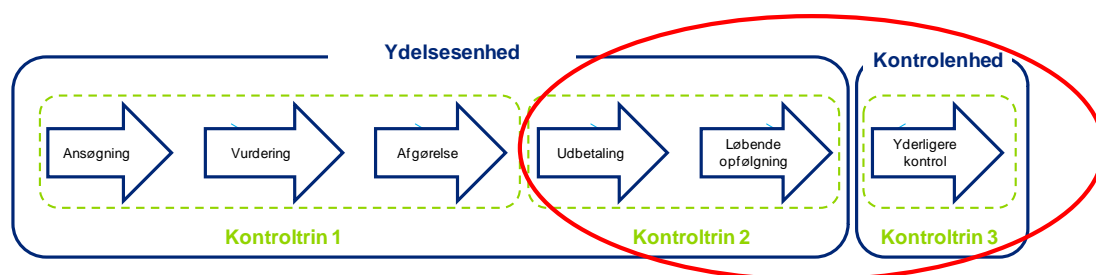 Ydelsesenhed
Kontrolenhed
Ansøgning
Vurdering
Afgørelse
Udbetaling
Løbende
opfølgning
Yderligere
kontrol
Kontroltrin 1
Kontroltrin 2
Kontroltrin 3